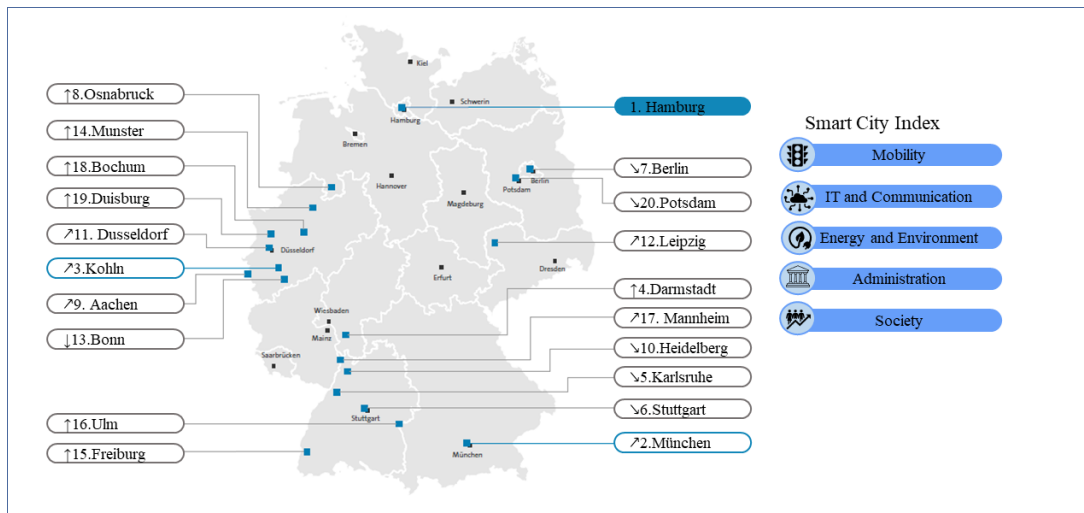 ↑8.Osnabruck
↑14.Munster
↑18.Bochum
↑19.Duisburg
↗11. Dusseldorf
↗3.Kohln
↗9. Aachen
↓13.Bonn
↑16.Ulm
↑15.Freiburg
Kiel
Schwerin
Hamburg
Bremen
Hannover
Magdeburg
Potsdam
Berlin
Düsseldorf
Erfurt
Dresden
Wiesbaden
Mainz
Saarbrücken
Stuttgart
München
1. Hamburg
↘7.Berlin
↘20.Potsdam
↗12.Leipzig
↑4.Darmstadt
↗17. Mannheim
↘10.Heidelberg
↘5.Karlsruhe
↘6.Stuttgart
↗2.München
Smart City Index
Mobility
IT and Communication
Energy and Environment
Administration
Society